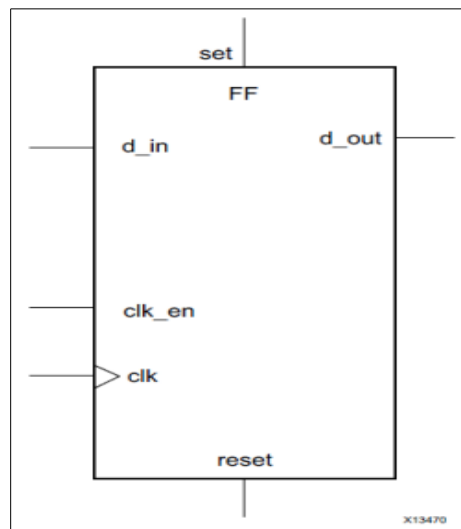 set
FF
d_in
d_out
clk_en
clk
reset
X13470